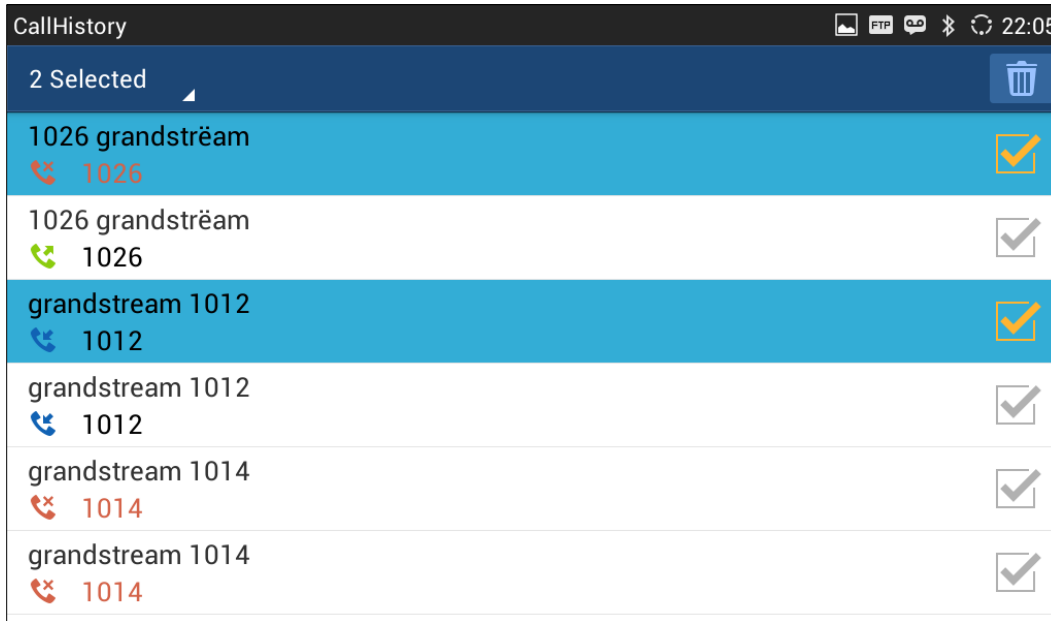 CallHistory
FTP
22:05
2 Selected
1026 grandstrëam
1026
1026 grandstrëam
1026
grandstream 1012
1012
grandstream 1012
1012
grandstream 1014
1014
grandstream 1014
1014